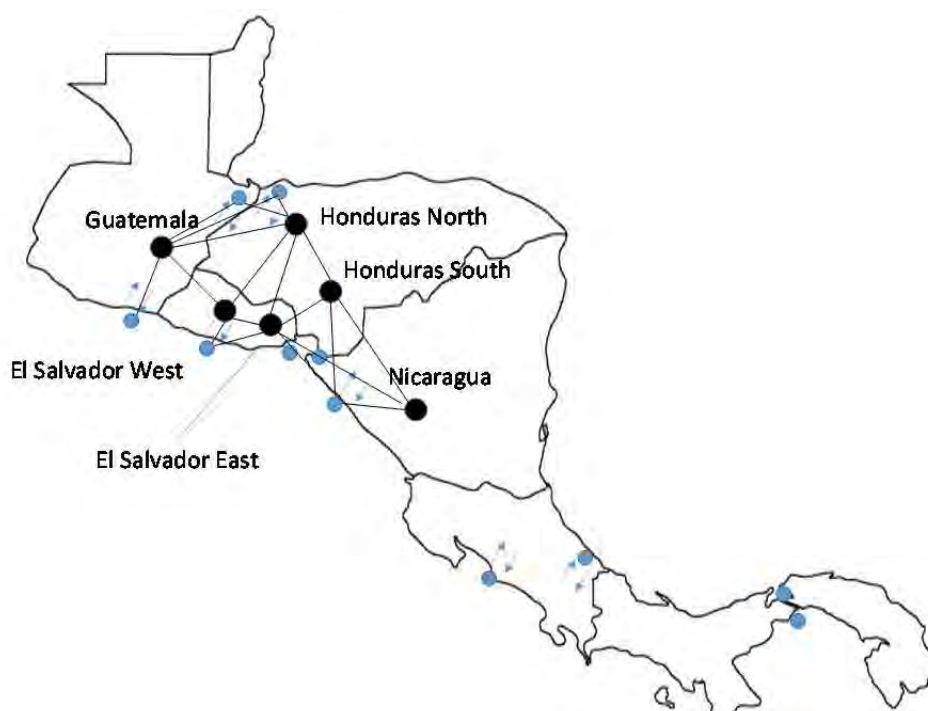 Guatemala
Honduras North
Honduras South
El Salvador West
Nicaragua
El Salvador East